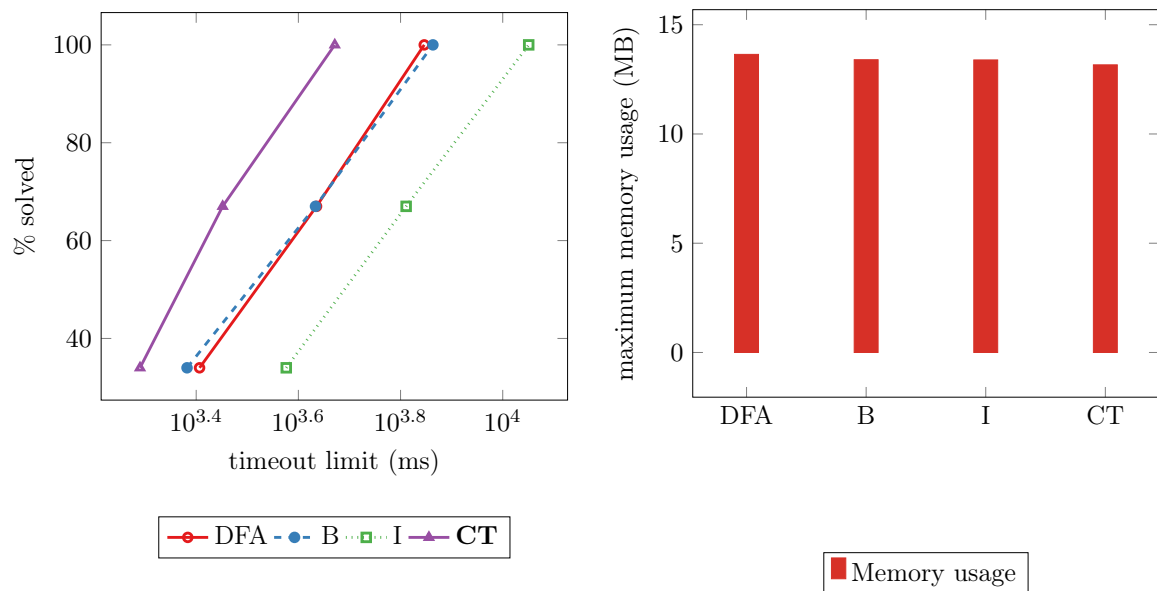 % solved
100
80
60
40
10^3.4 10^3.6 10^3.8 10^4
timeout limit (ms)
DFA B I CT
maximum memory usage (MB)
15
10
5
0
DFA B I CT
Memory usage